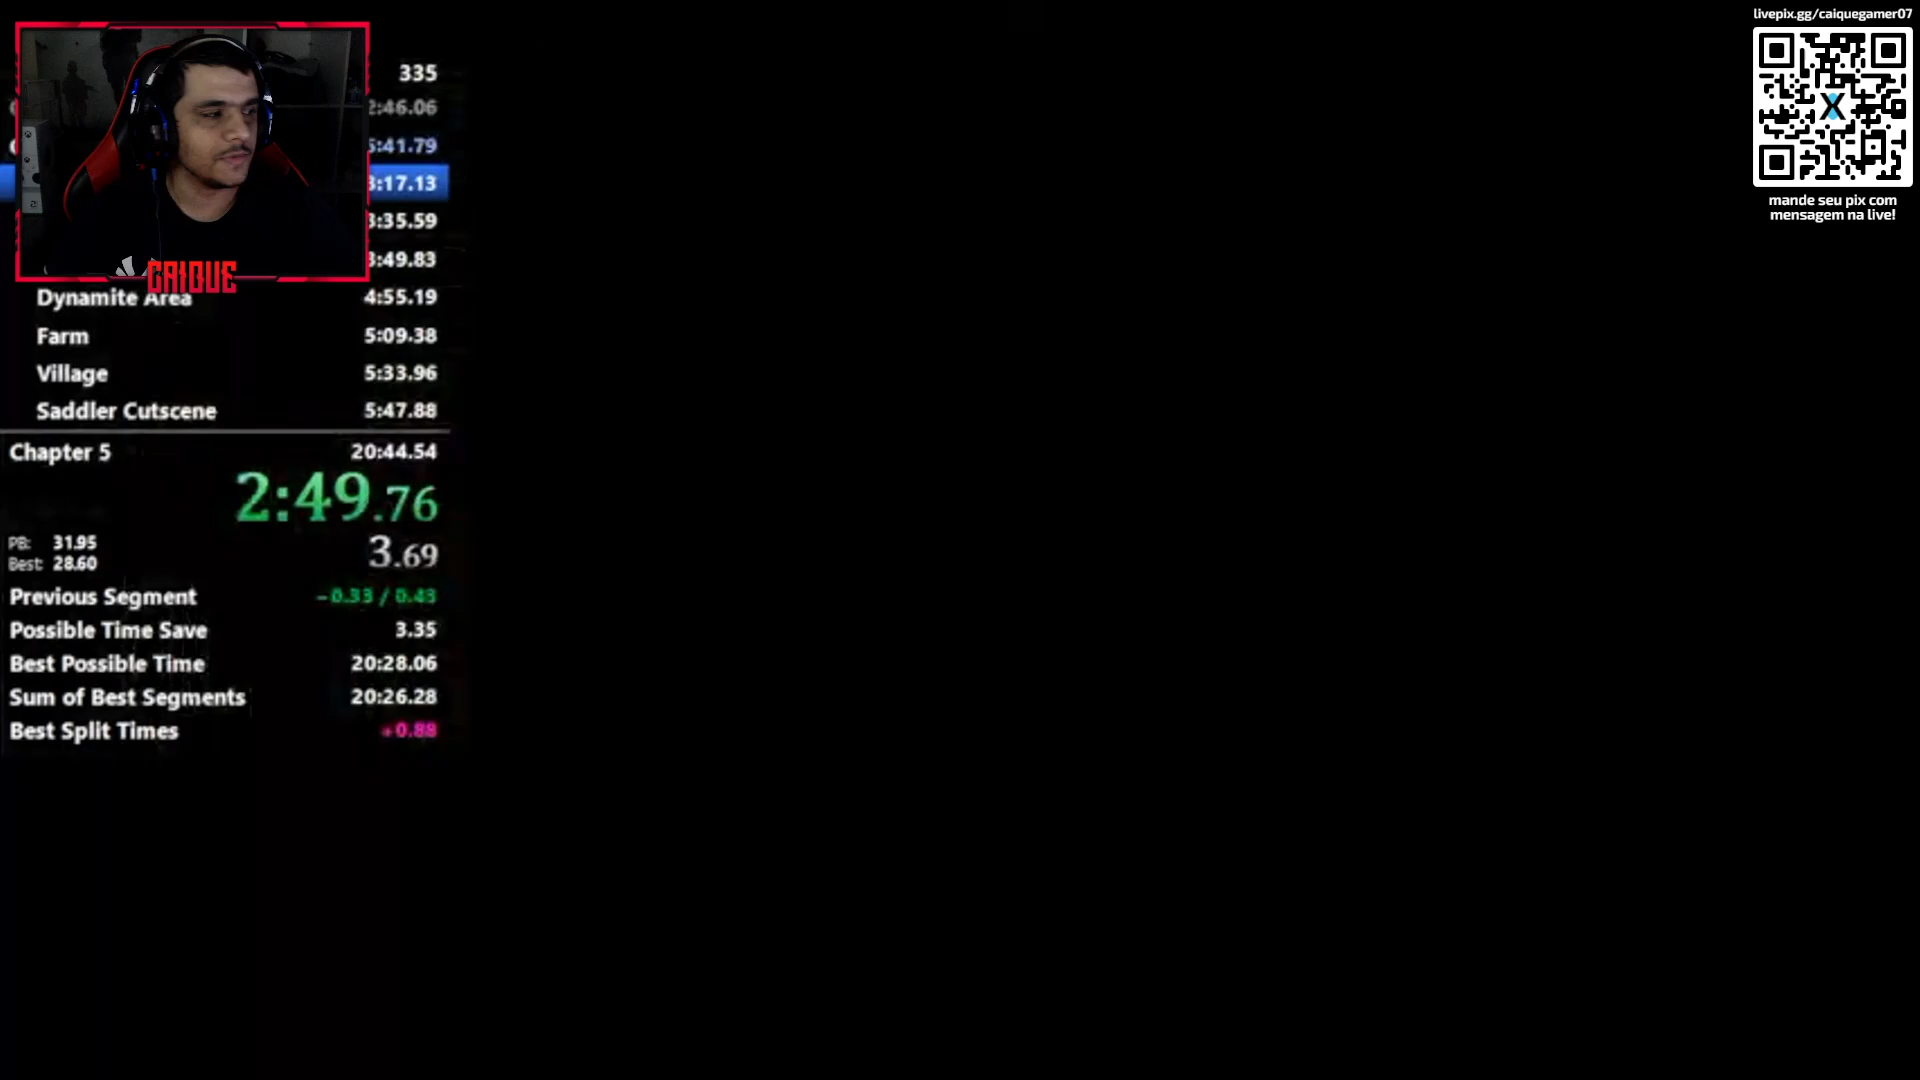 livepix.gg/caiquegamer07
335
2:46.06
5:41.79
3:17.13
3:35.59
3:49.83
CAIQUE
Dynamite Area 4:55.19
Farm 5:09.38
Village 5:33.96
Saddler Cutscene 5:47.88
Chapter 5 20:44.54
2:49.76
PB: 31.95
3.69
Best: 28.60
Previous Segment -0.33 / 0.43
Possible Time Save 3.35
Best Possible Time 20:28.06
Sum of Best Segments 20:26.28
Best Split Times +0.88
mande seu pix com
mensagem na live!